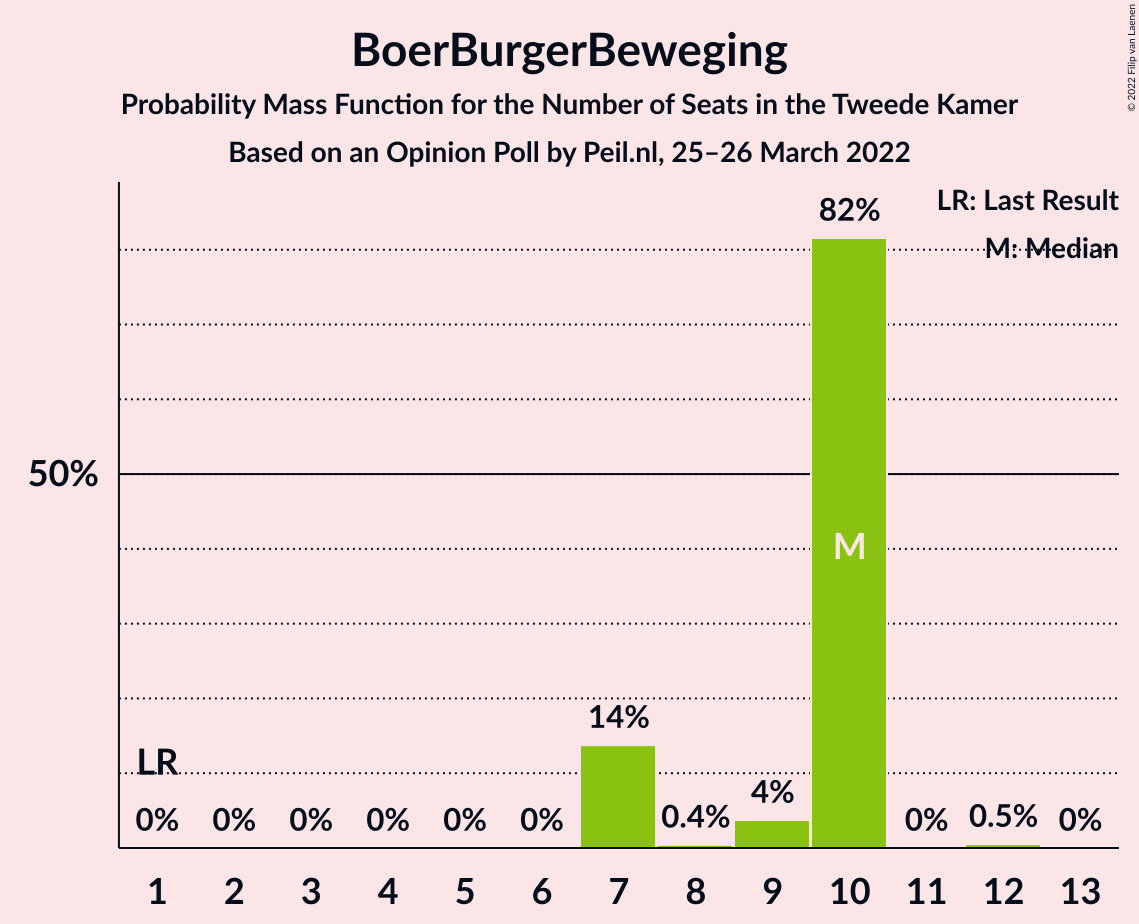 BoerBurgerBeweging
Probability Mass Function for the Number of Seats in the Tweede Kamer
Based on an Opinion Poll by Peil.nl, 25–26 March 2022
© 2022 Filip van Laenen
LR: Last Result
M: Median
82%
50%
M
14%
LR
4%
0% 0% 0% 0% 0% 0% 0.4% 0% 0.5% 0%
1 2 3 4 5 6 7 8 9 10 11 12 13